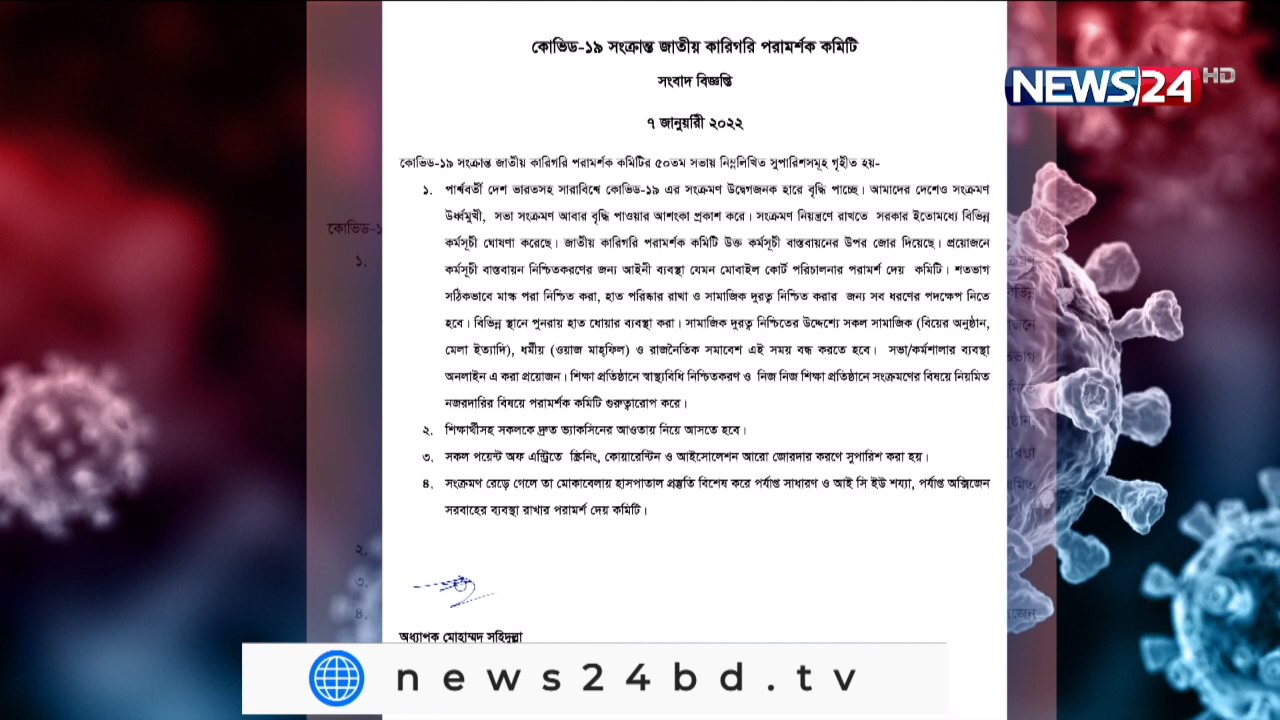 কোভিড-১৯ সংক্রান্ত জাতীয় কারিগরি পরামর্শক কমিটি
সংবাদ বিজ্ঞপ্তি
৭ জানুয়ারী ২০২২
NEWS24 HD
কোভিড-১৯ সংক্রান্ত জাতীয় কারিগরি পরামর্শক কমিটির ৫০তম সভায় নিম্নলিখিত সুপারিশসমূহ গৃহীত হয়-
১. পার্শ্ববর্তী দেশ ভারতসহ সারাবিশ্বে কোভিড-১৯ এর সংক্রমণ উদ্বেগজনক হারে বৃদ্ধি পাচ্ছে। আমাদের দেশেও সংক্রমণ
উর্ধ্বমুখী, সভা সংক্রমণ আবার বৃদ্ধি পাওয়ার আশংকা প্রকাশ করে। সংক্রমণ নিয়ন্ত্রণে রাখতে সরকার ইতোমধ্যে বিভিন্ন
কর্মসূচী ঘোষণা করেছে। জাতীয় কারিগরি পরামর্শক কমিটি উক্ত কর্মসূচী বাস্তবায়নের উপর জোর দিয়েছে। প্রয়োজনে
কর্মসূচী বাস্তবায়ন নিশ্চিতকরণের জন্য আইনী ব্যবস্থা যেমন মোবাইল কোর্ট পরিচালনার পরামর্শ দেয় কমিটি। শতভাগ
সঠিকভাবে মাস্ক পরা নিশ্চিত করা, হাত পরিষ্কার রাখা ও সামাজিক দুরত্ব নিশ্চিত করার জন্য সব ধরণের পদক্ষেপ নিতে
হবে। বিভিন্ন স্থানে পুনরায় হাত ধোয়ার ব্যবস্থা করা। সামাজিক দুরত্ব নিশ্চিতের উদ্দেশ্যে সকল সামাজিক (বিয়ের অনুষ্ঠান,
মেলা ইত্যাদি), ধর্মীয় (ওয়াজ মাহ্‌ফিল) ও রাজনৈতিক সমাবেশ এই সময় বন্ধ করতে হবে। সভা/কর্মশালার ব্যবস্থা
অনলাইন এ করা প্রয়োজন। শিক্ষা প্রতিষ্ঠানে স্বাস্থ্যবিধি নিশ্চিতকরণ ও নিজ নিজ শিক্ষা প্রতিষ্ঠানে সংক্রমণের বিষয়ে নিয়মিত
নজরদারির বিষয়ে পরামর্শক কমিটি গুরুত্বারোপ করে।
২. শিক্ষার্থীসহ সকলকে দ্রুত ভ্যাকসিনের আওতায় নিয়ে আসতে হবে।
৩. সকল পয়েন্ট অফ এন্ট্রিতে স্ক্রিনিং, কোয়ারেন্টিন ও আইসোলেশন আরো জোরদার করণে সুপারিশ করা হয়।
৪. সংক্রমণ রেড়ে গেলে তা মোকাবেলায় হাসপাতাল প্রস্তুতি বিশেষ করে পর্যাপ্ত সাধারণ ও আই সি ইউ শয্যা, পর্যাপ্ত অক্সিজেন
সরবাহের ব্যবস্থা রাখার পরামর্শ দেয় কমিটি।
অধ্যাপক মোহাম্মদ সহিদুল্লা
news24bd.tv